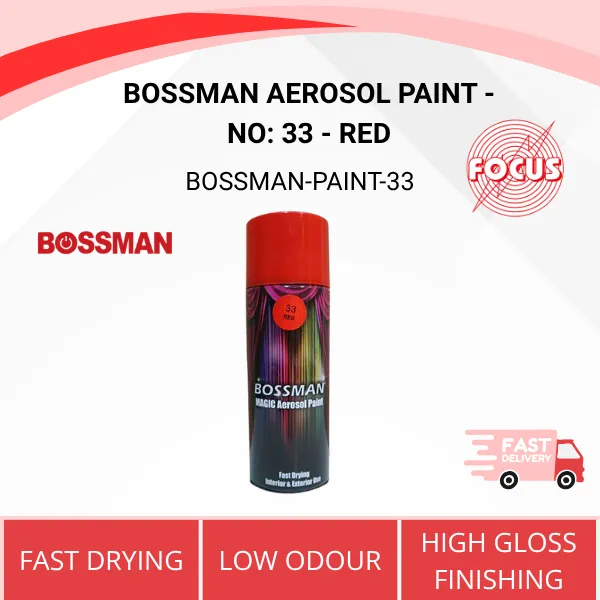 BOSSMAN AEROSOL PAINT -
NO: 33 - RED
BOSSMAN-PAINT-33
FOCUS
BOSSMAN
33
RED
BOSSMAN
MAGIC Aerosol Paint
Fast Drying
Interior & Exterior Use
FAST
DELIVERY
FAST DRYING
LOW ODOUR
HIGH GLOSS
FINISHING